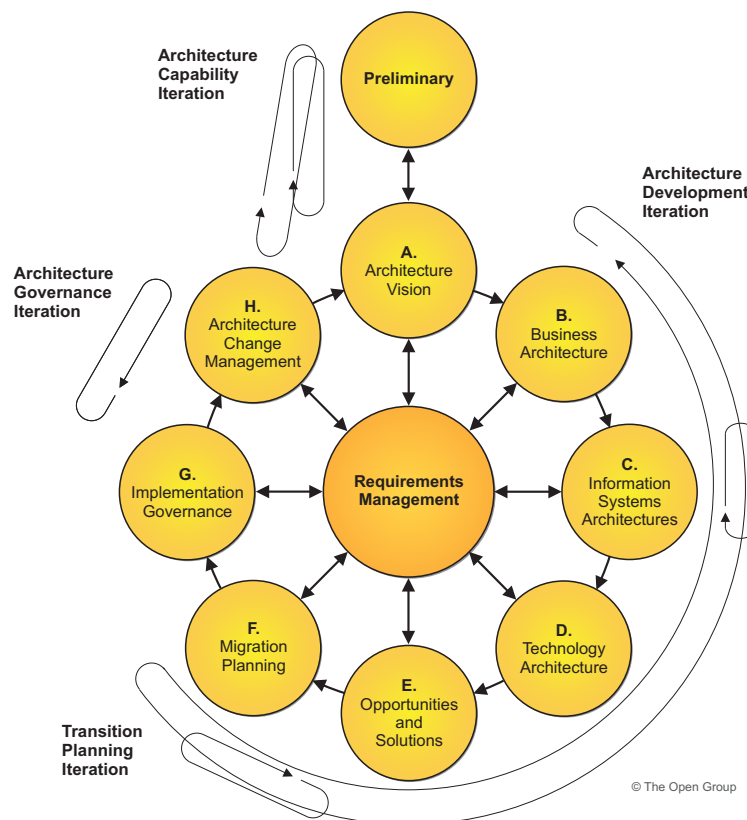 Architecture
Capability
Iteration
Preliminary
Architecture
Development
Iteration
A.
Architecture
Vision
Architecture
Governance
Iteration
H.
Architecture
Change
Management
B.
Business
Architecture
G.
Implementation
Governance
Requirements
Management
C.
Information
Systems
Architectures
F.
Migration
Planning
D.
Technology
Architecture
E.
Opportunities
and
Solutions
Transition
Planning
Iteration
© The Open Group